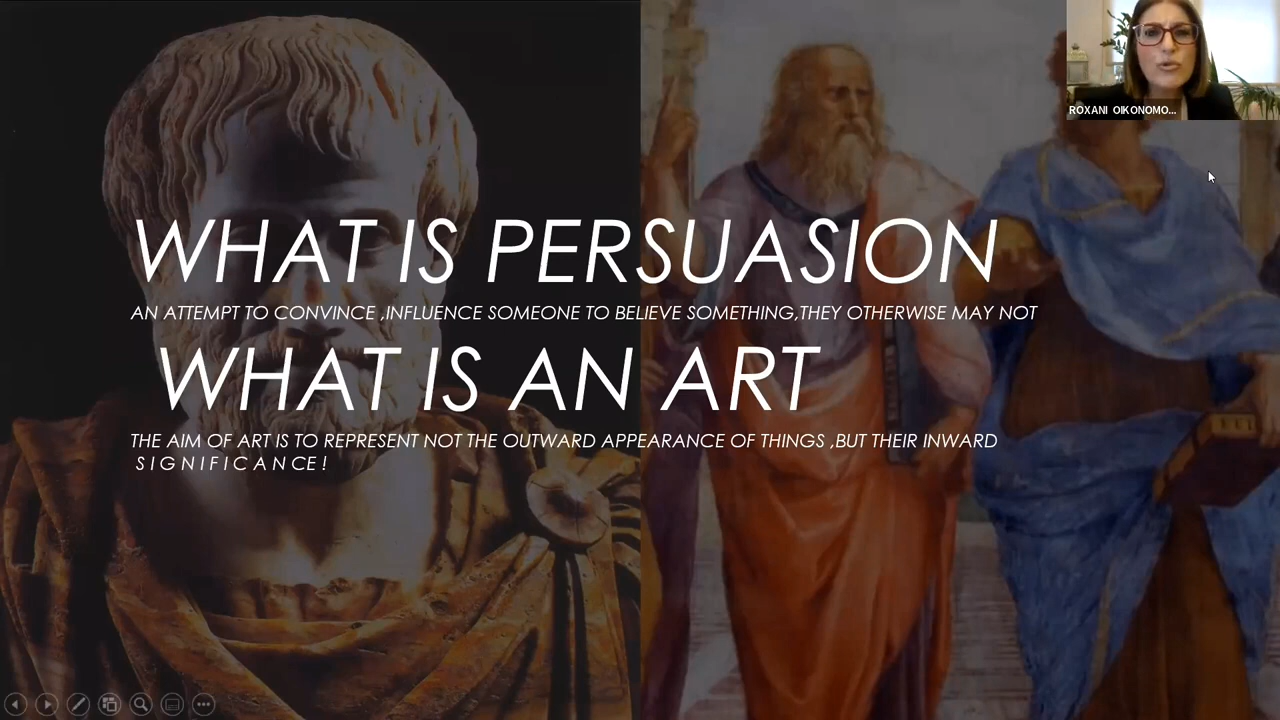 ROXANI OIKONOMO...
WHAT IS PERSUASION
AN ATTEMPT TO CONVINCE ,INFLUENCE SOMEONE TO BELIEVE SOMETHING,THEY OTHERWISE MAY NOT
WHAT IS AN ART
THE AIM OF ART IS TO REPRESENT NOT THE OUTWARD APPEARANCE OF THINGS ,BUT THEIR INWARD
S I G N I F I C A N CE !